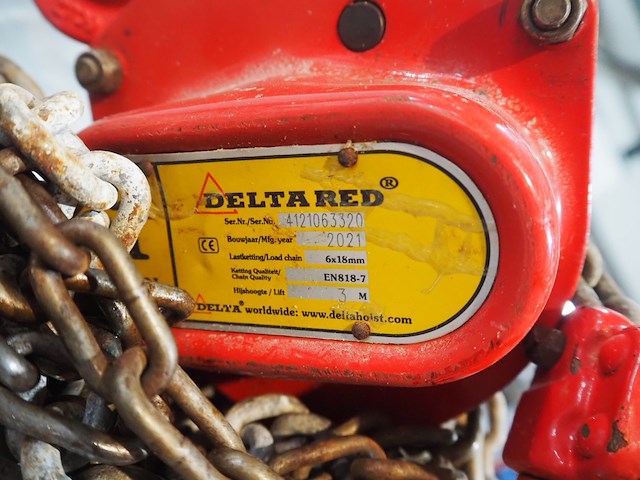 DELTA RED ®
Ser.Nr./Ser.No. 4121063320
CE Bouwjaar/Mfg.year 2021
Lastketting/Load chain 6x18mm
Ketting Qualiteit/
Chain Quality EN818-7
Hijshoogte / Lift 3 M
DELTA® worldwide: www.deltahoist.com